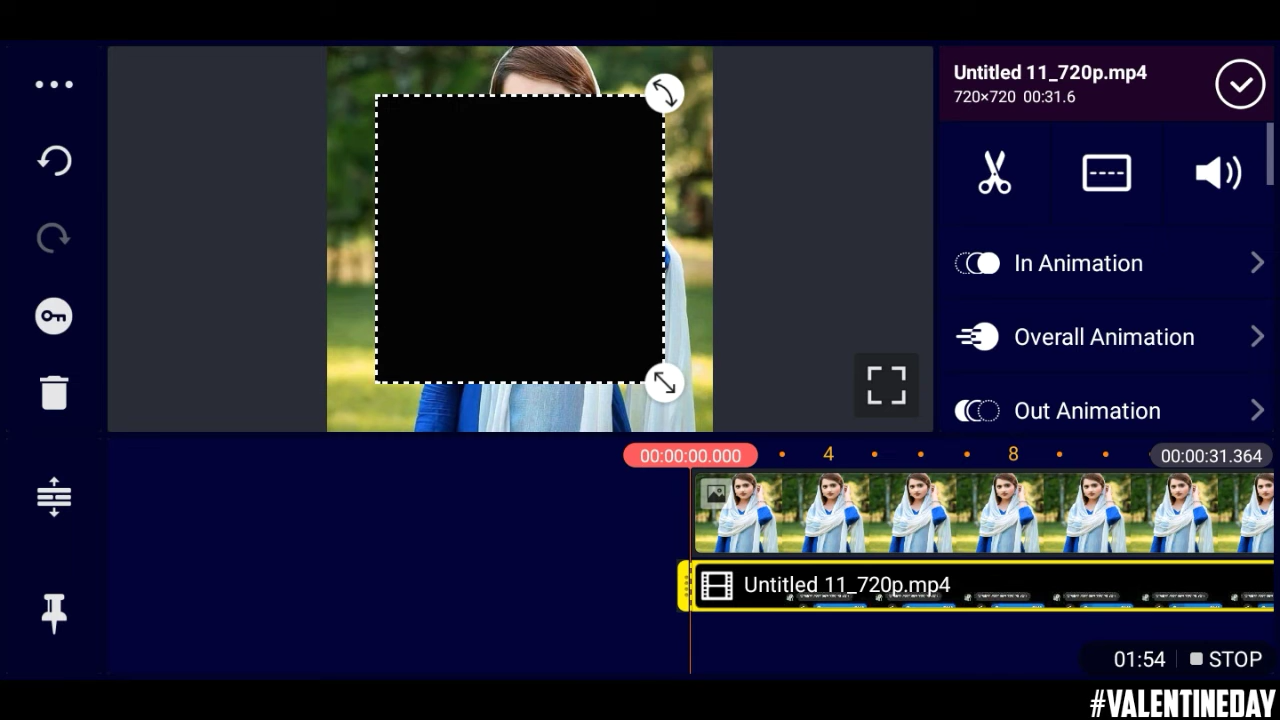 Untitled 11_720p.mp4
720×720 00:31.6
In Animation
Overall Animation
Out Animation
00:00:00.000
4
8
00:00:31.364
Untitled 11_720p.mp4
01:54
STOP
#VALENTINEDAY